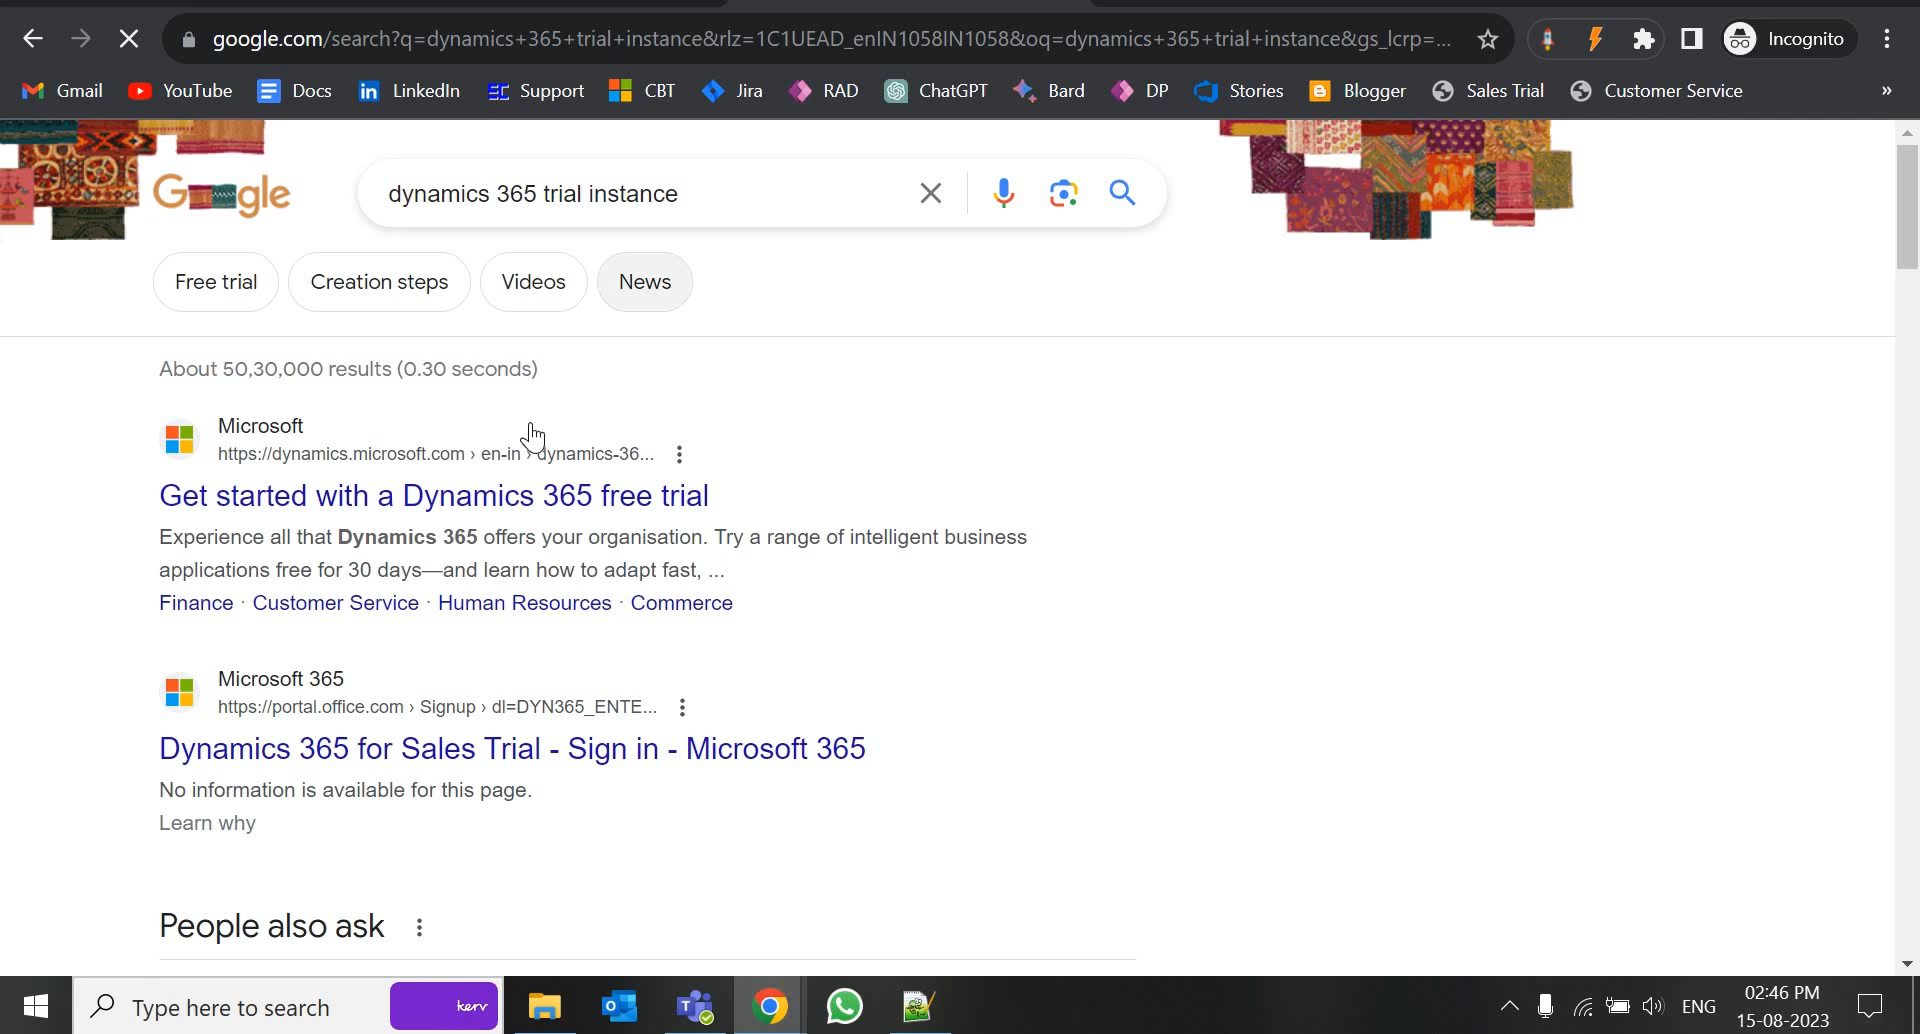 google.com/search?q=dynamics+365+trial+instance&rlz=1C1UEAD_enIN1058IN1058&oq=dynamics+365+trial+instance&gs_lcrp=...
Incognito
Gmail YouTube Docs LinkedIn Support CBT Jira RAD ChatGPT Bard DP Stories Blogger Sales Trial Customer Service »
Google
dynamics 365 trial instance
Free trial Creation steps Videos News
About 50,30,000 results (0.30 seconds)
Microsoft
https://dynamics.microsoft.com › en-in › dynamics-36...
Get started with a Dynamics 365 free trial
Experience all that Dynamics 365 offers your organisation. Try a range of intelligent business
applications free for 30 days—and learn how to adapt fast, ...
Finance · Customer Service · Human Resources · Commerce
Microsoft 365
https://portal.office.com › Signup › dl=DYN365_ENTE...
Dynamics 365 for Sales Trial - Sign in - Microsoft 365
No information is available for this page.
Learn why
People also ask
Type here to search
kerv
ENG
02:46 PM
15-08-2023